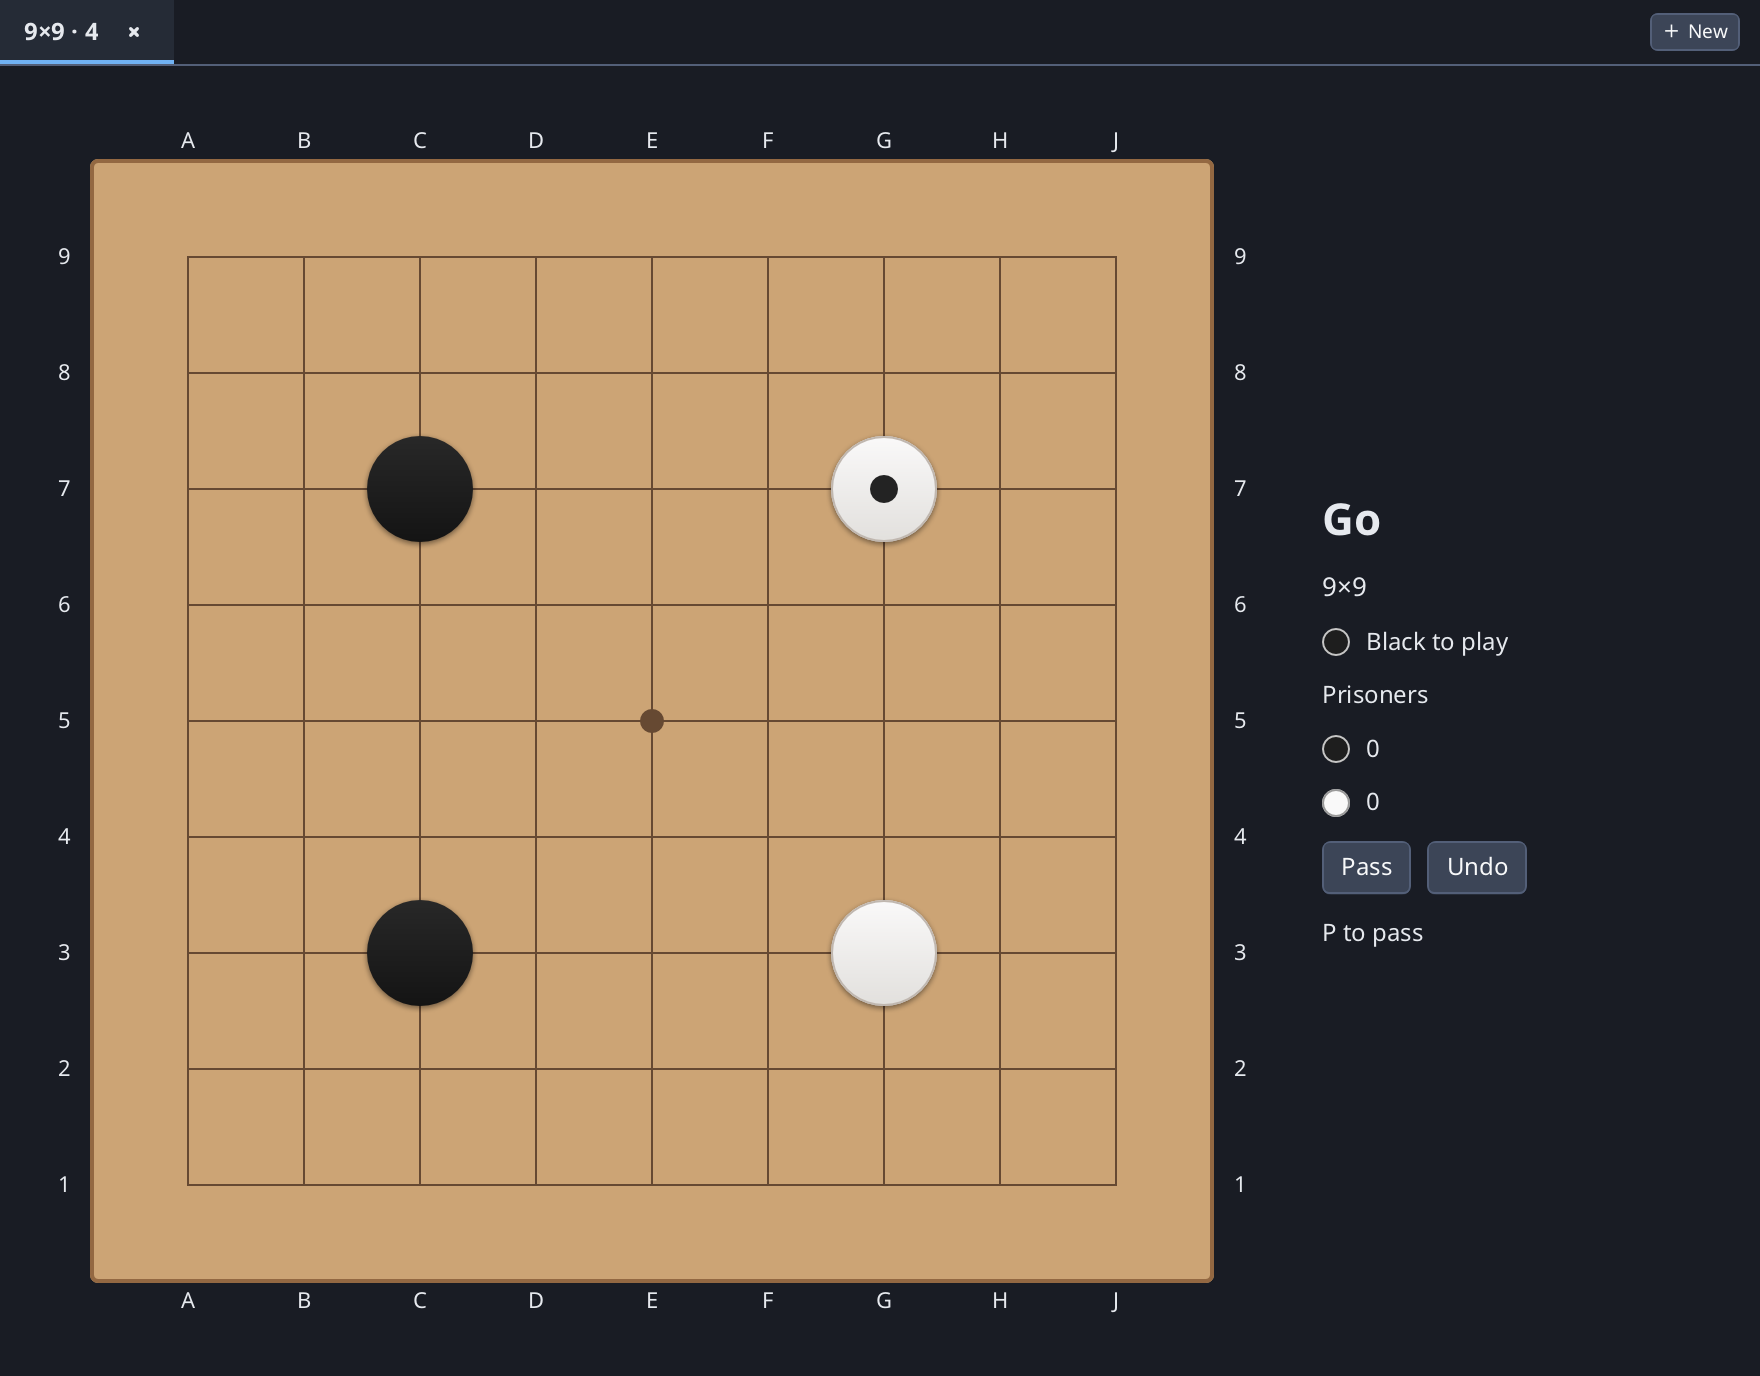 9×9 · 4 ×
+ New
A B C D E F G H J
9 9
8 8
7 7
6 6
5 5
4 4
3 3
2 2
1 1
A B C D E F G H J
Go
9×9
Black to play
Prisoners
0
0
Pass Undo
P to pass